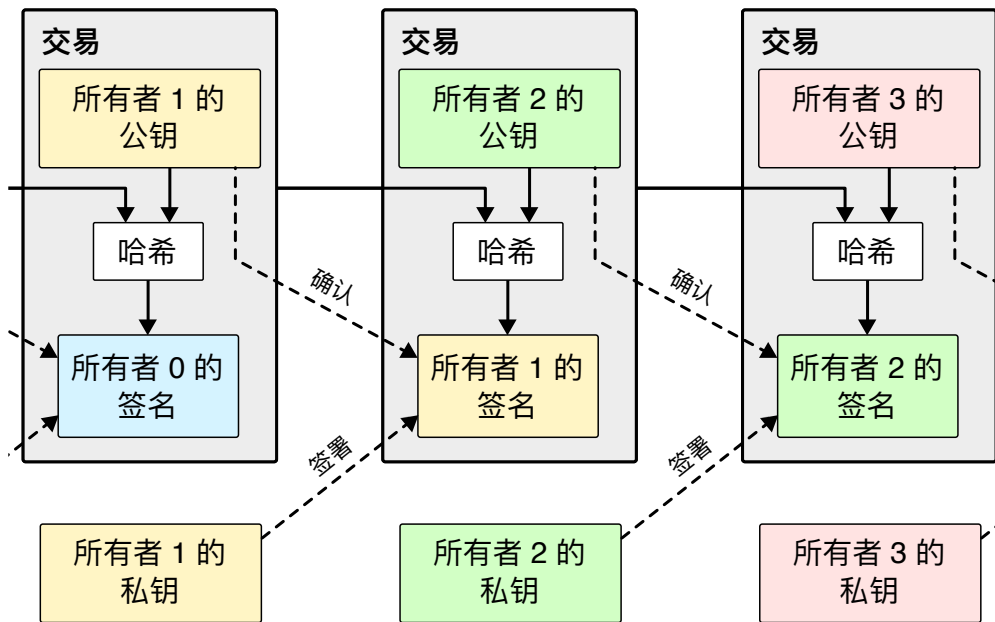 交易
交易
交易
所有者 1 的
公钥
所有者 2 的
公钥
所有者 3 的
公钥
哈希
哈希
哈希
确认
确认
所有者 0 的
签名
所有者 1 的
签名
所有者 2 的
签名
签署
签署
所有者 1 的
私钥
所有者 2 的
私钥
所有者 3 的
私钥